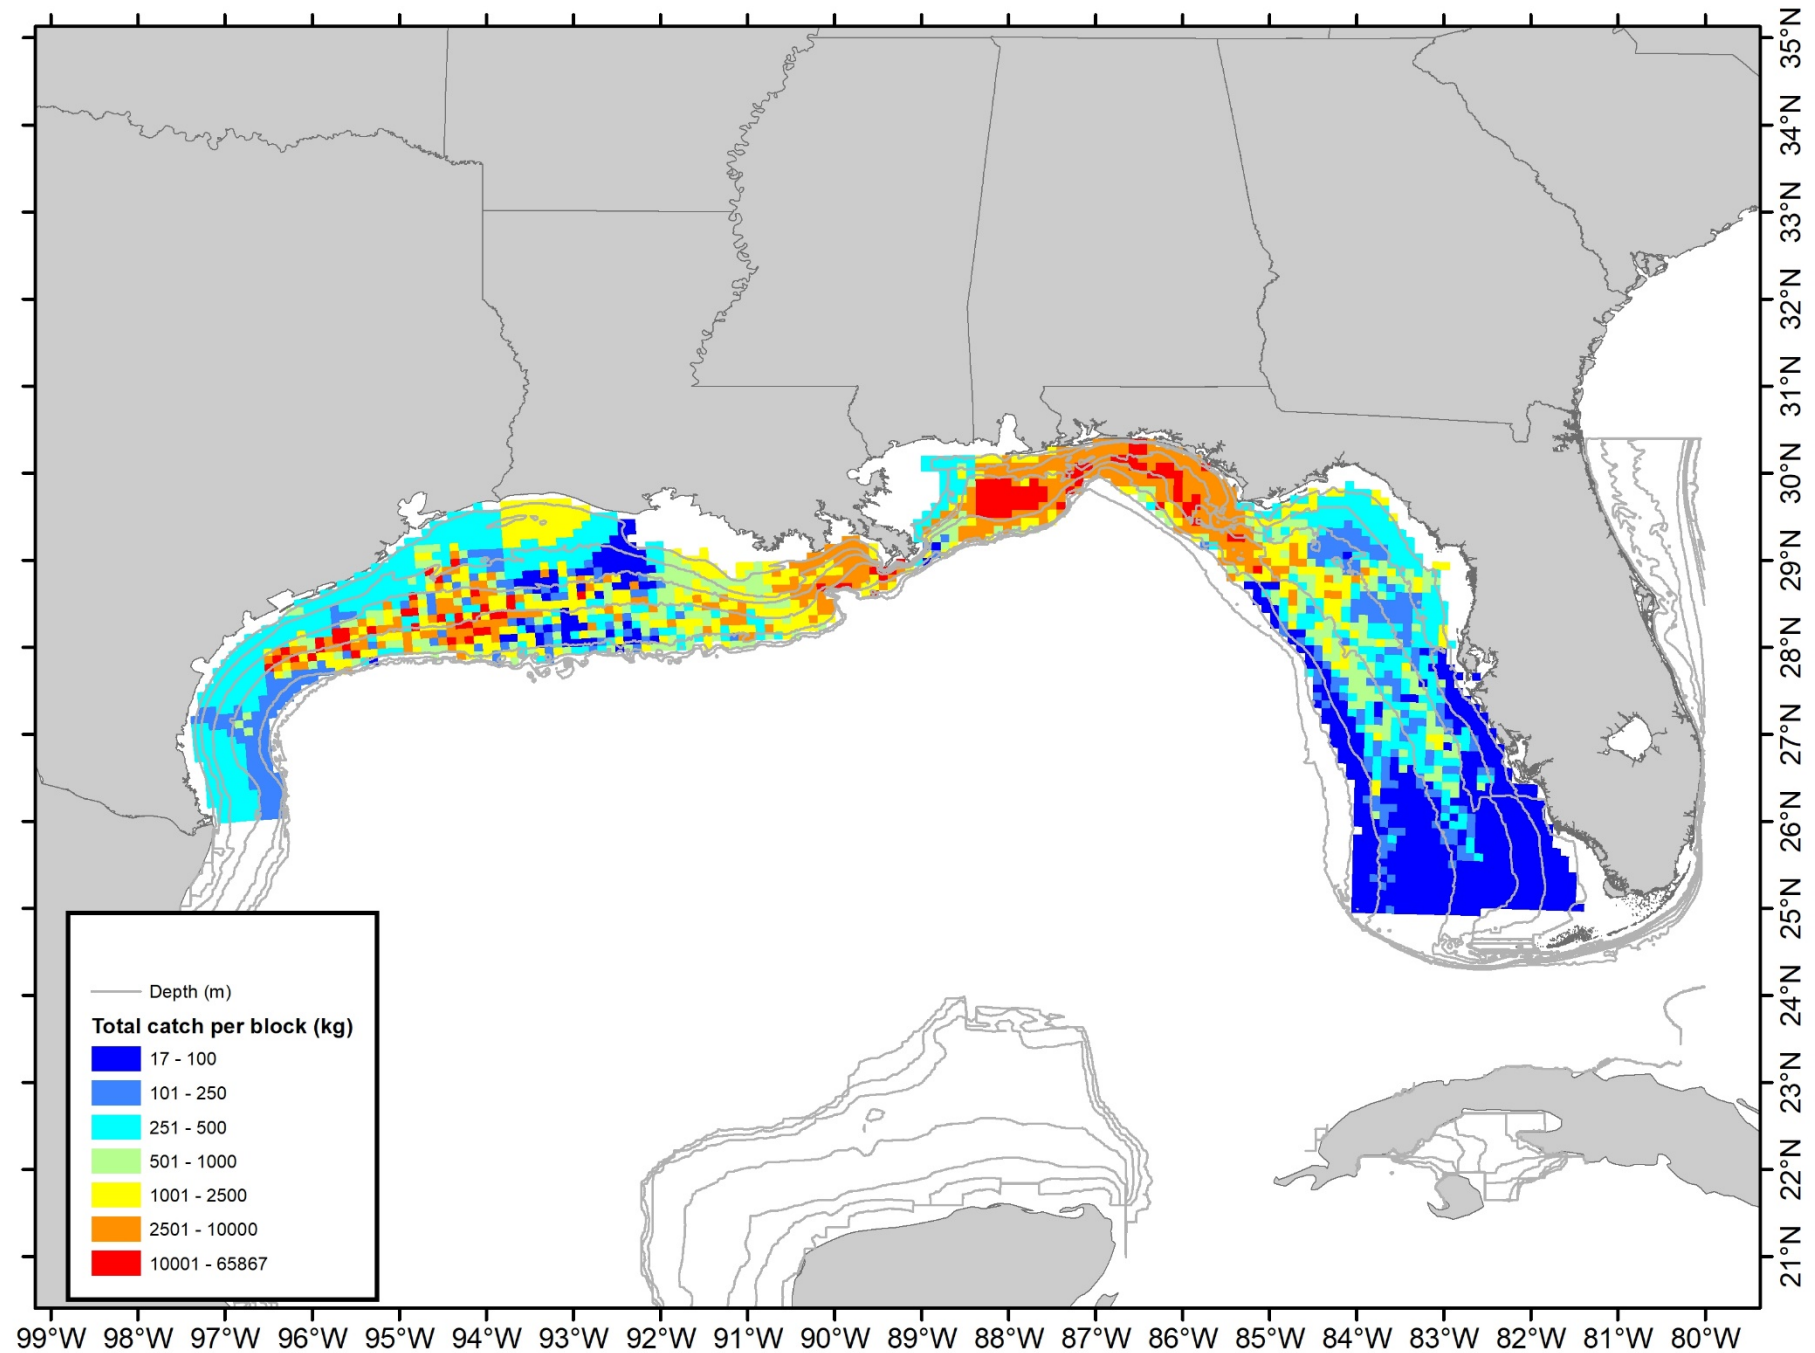 35°N
34°N
33°N
32°N
31°N
30°N
29°N
28°N
27°N
26°N
25°N
24°N
23°N
22°N
21°N
Depth (m)
Total catch per block (kg)
17 - 100
101 - 250
251 - 500
501 - 1000
1001 - 2500
2501 - 10000
10001 - 65867
99°W 98°W 97°W 96°W 95°W 94°W 93°W 92°W 91°W 90°W 89°W 88°W 87°W 86°W 85°W 84°W 83°W 82°W 81°W 80°W